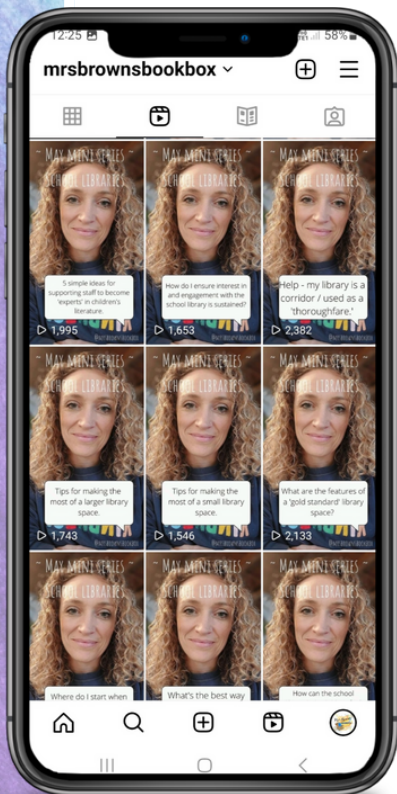 12:25 58%
mrsbrownsbookbox
~ MAY MINI SERIES ~
SCHOOL LIBRARIES
5 simple ideas for
supporting staff to become
'experts' in children's
literature.
1,995
~ MAY MINI SERIES ~
SCHOOL LIBRARIES
How do I ensure interest in
and engagement with the
school library is sustained?
1,653
~ MAY MINI SERIES ~
SCHOOL LIBRARIES
Help - my library is a
corridor / used as a
'thoroughfare.'
2,382
~ MAY MINI SERIES ~
SCHOOL LIBRARIES
Tips for making the
most of a larger library
space.
1,743
~ MAY MINI SERIES ~
SCHOOL LIBRARIES
Tips for making the
most of a small library
space.
1,546
~ MAY MINI SERIES ~
SCHOOL LIBRARIES
What are the features of
a 'gold standard' library
space?
2,133
~ MAY MINI SERIES ~
SCHOOL LIBRARIES
Where do I start when
~ MAY MINI SERIES ~
SCHOOL LIBRARIES
What's the best way
~ MAY MINI SERIES ~
SCHOOL LIBRARIES
How can the school